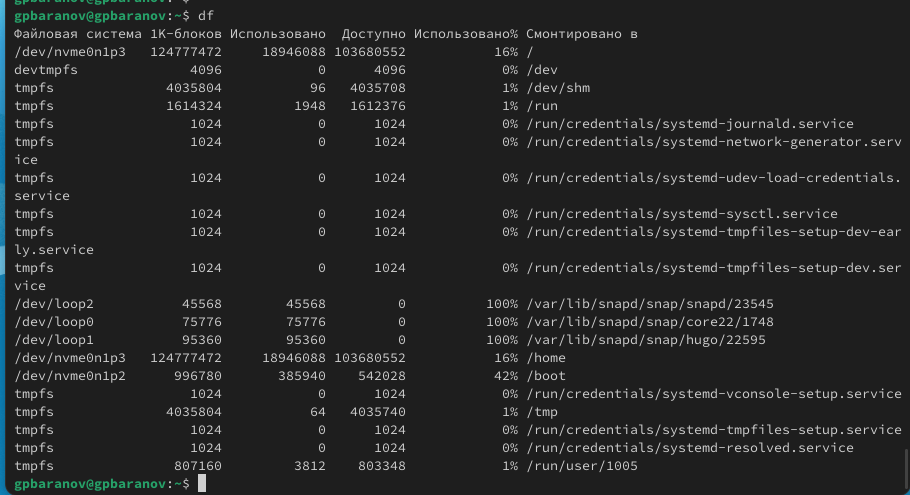 gpbaranov@gpbaranov:~$ df
Файловая система 1K-блоков Использовано  Доступно Использовано% Смонтировано в
/dev/nvme0n1p3   124777472     18946088 103680552           16% /
devtmpfs              4096            0      4096            0% /dev
tmpfs              4035804           96   4035708            1% /dev/shm
tmpfs              1614324         1948   1612376            1% /run
tmpfs                 1024            0      1024            0% /run/credentials/systemd-journald.service
tmpfs                 1024            0      1024            0% /run/credentials/systemd-network-generator.serv
ice
tmpfs                 1024            0      1024            0% /run/credentials/systemd-udev-load-credentials.
service
tmpfs                 1024            0      1024            0% /run/credentials/systemd-sysctl.service
tmpfs                 1024            0      1024            0% /run/credentials/systemd-tmpfiles-setup-dev-ear
ly.service
tmpfs                 1024            0      1024            0% /run/credentials/systemd-tmpfiles-setup-dev.ser
vice
/dev/loop2           45568        45568         0          100% /var/lib/snapd/snap/snapd/23545
/dev/loop0           75776        75776         0          100% /var/lib/snapd/snap/core22/1748
/dev/loop1           95360        95360         0          100% /var/lib/snapd/snap/hugo/22595
/dev/nvme0n1p3   124777472     18946088 103680552           16% /home
/dev/nvme0n1p2      996780       385940    542028           42% /boot
tmpfs                 1024            0      1024            0% /run/credentials/systemd-vconsole-setup.service
tmpfs              4035804           64   4035740            1% /tmp
tmpfs                 1024            0      1024            0% /run/credentials/systemd-tmpfiles-setup.service
tmpfs                 1024            0      1024            0% /run/credentials/systemd-resolved.service
tmpfs               807160         3812    803348            1% /run/user/1005
gpbaranov@gpbaranov:~$